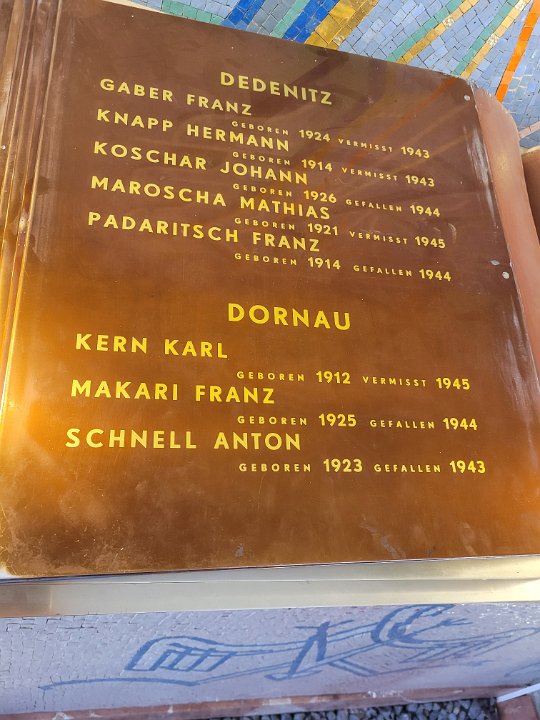 DEDENITZ
GABER FRANZ
GEBOREN 1924 VERMISST 1943
KNAPP HERMANN
GEBOREN 1914 VERMISST 1943
KOSCHAR JOHANN
GEBOREN 1926 GEFALLEN 1944
MAROSCHA MATHIAS
GEBOREN 1921 VERMISST 1945
PADARITSCH FRANZ
GEBOREN 1914 GEFALLEN 1944
DORNAU
KERN KARL
GEBOREN 1912 VERMISST 1945
MAKARI FRANZ
GEBOREN 1925 GEFALLEN 1944
SCHNELL ANTON
GEBOREN 1923 GEFALLEN 1943